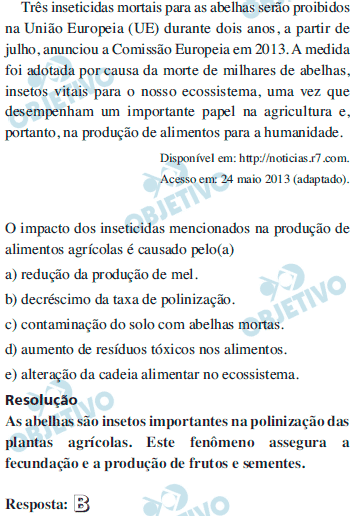 Três inseticidas mortais para as abelhas serão proibidos
na União Europeia (UE) durante dois anos, a partir de
julho, anunciou a Comissão Europeia em 2013. A medida
foi adotada por causa da morte de milhares de abelhas,
insetos vitais para o nosso ecossistema, uma vez que
desempenham um importante papel na agricultura e,
portanto, na produção de alimentos para a humanidade.
Disponível em: http://noticias.r7.com.
Acesso em: 24 maio 2013 (adaptado).
O impacto dos inseticidas mencionados na produção de
alimentos agrícolas é causado pelo(a)
a) redução da produção de mel.
b) decréscimo da taxa de polinização.
c) contaminação do solo com abelhas mortas.
d) aumento de resíduos tóxicos nos alimentos.
e) alteração da cadeia alimentar no ecossistema.
Resolução
As abelhas são insetos importantes na polinização das
plantas agrícolas. Este fenômeno assegura a
fecundação e a produção de frutos e sementes.
Resposta: B
OBJETIVO
OBJETIVO
OBJETIVO
OBJETIVO
OBJETIVO
OBJETIVO